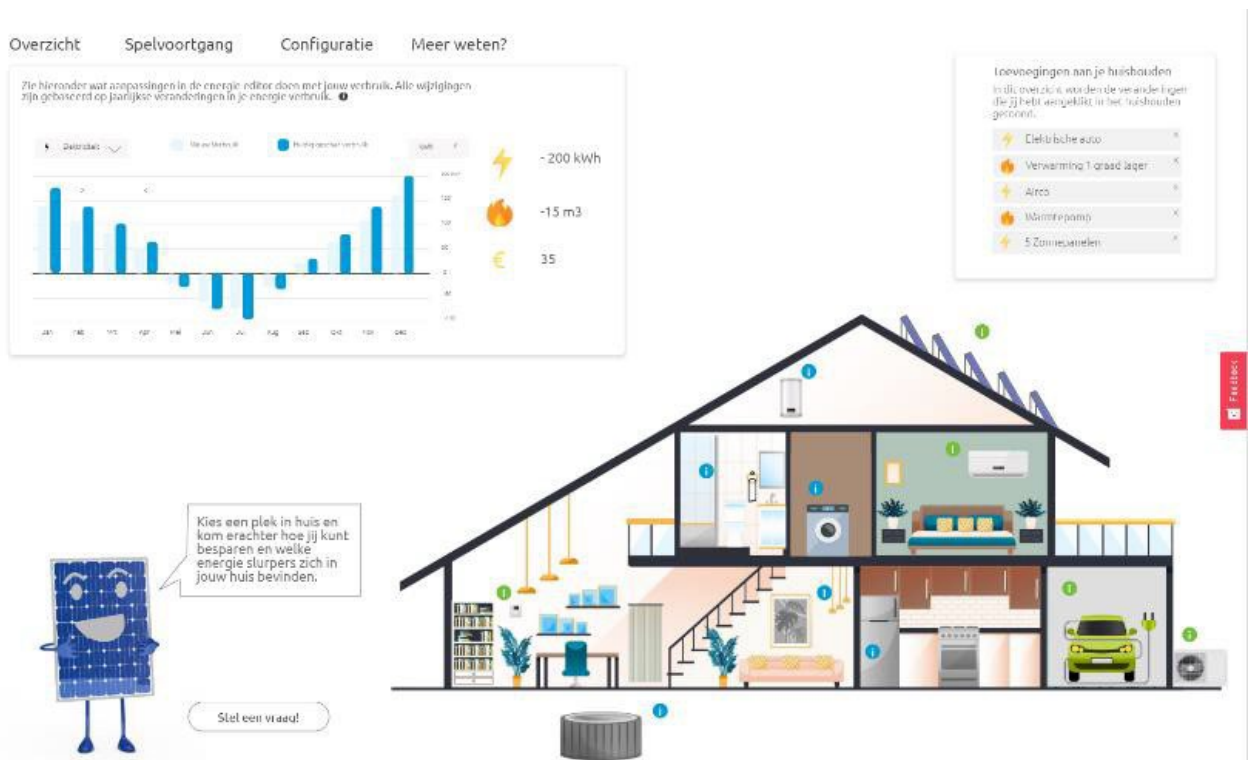 Overzicht Spelvoortgang Configuratie Meer weten?
Zie hieronder wat aanpassingen in de energie editor doen met jouw verbruik. Alle wijzigingen
zijn gebaseerd op jaarlijkse veranderingen in je energie verbruik.
- 200 kWh
-15 m3
€ 35
Jan Feb Mrt Apr Mei Jun Jul Aug Sep Okt Nov Dec
Toevoegingen aan je huishouden
In dit overzicht worden de veranderingen
die jij hebt aangeklikt in het huishouden
getoond.
Elektrische auto
Verwarming 1 graad lager
Airco
Warmtepomp
5 Zonnepanelen
Feedback
Kies een plek in huis en
kom erachter hoe jij kunt
besparen en welke
energie slurpers zich in
jouw huis bevinden.
Stel een vraag!